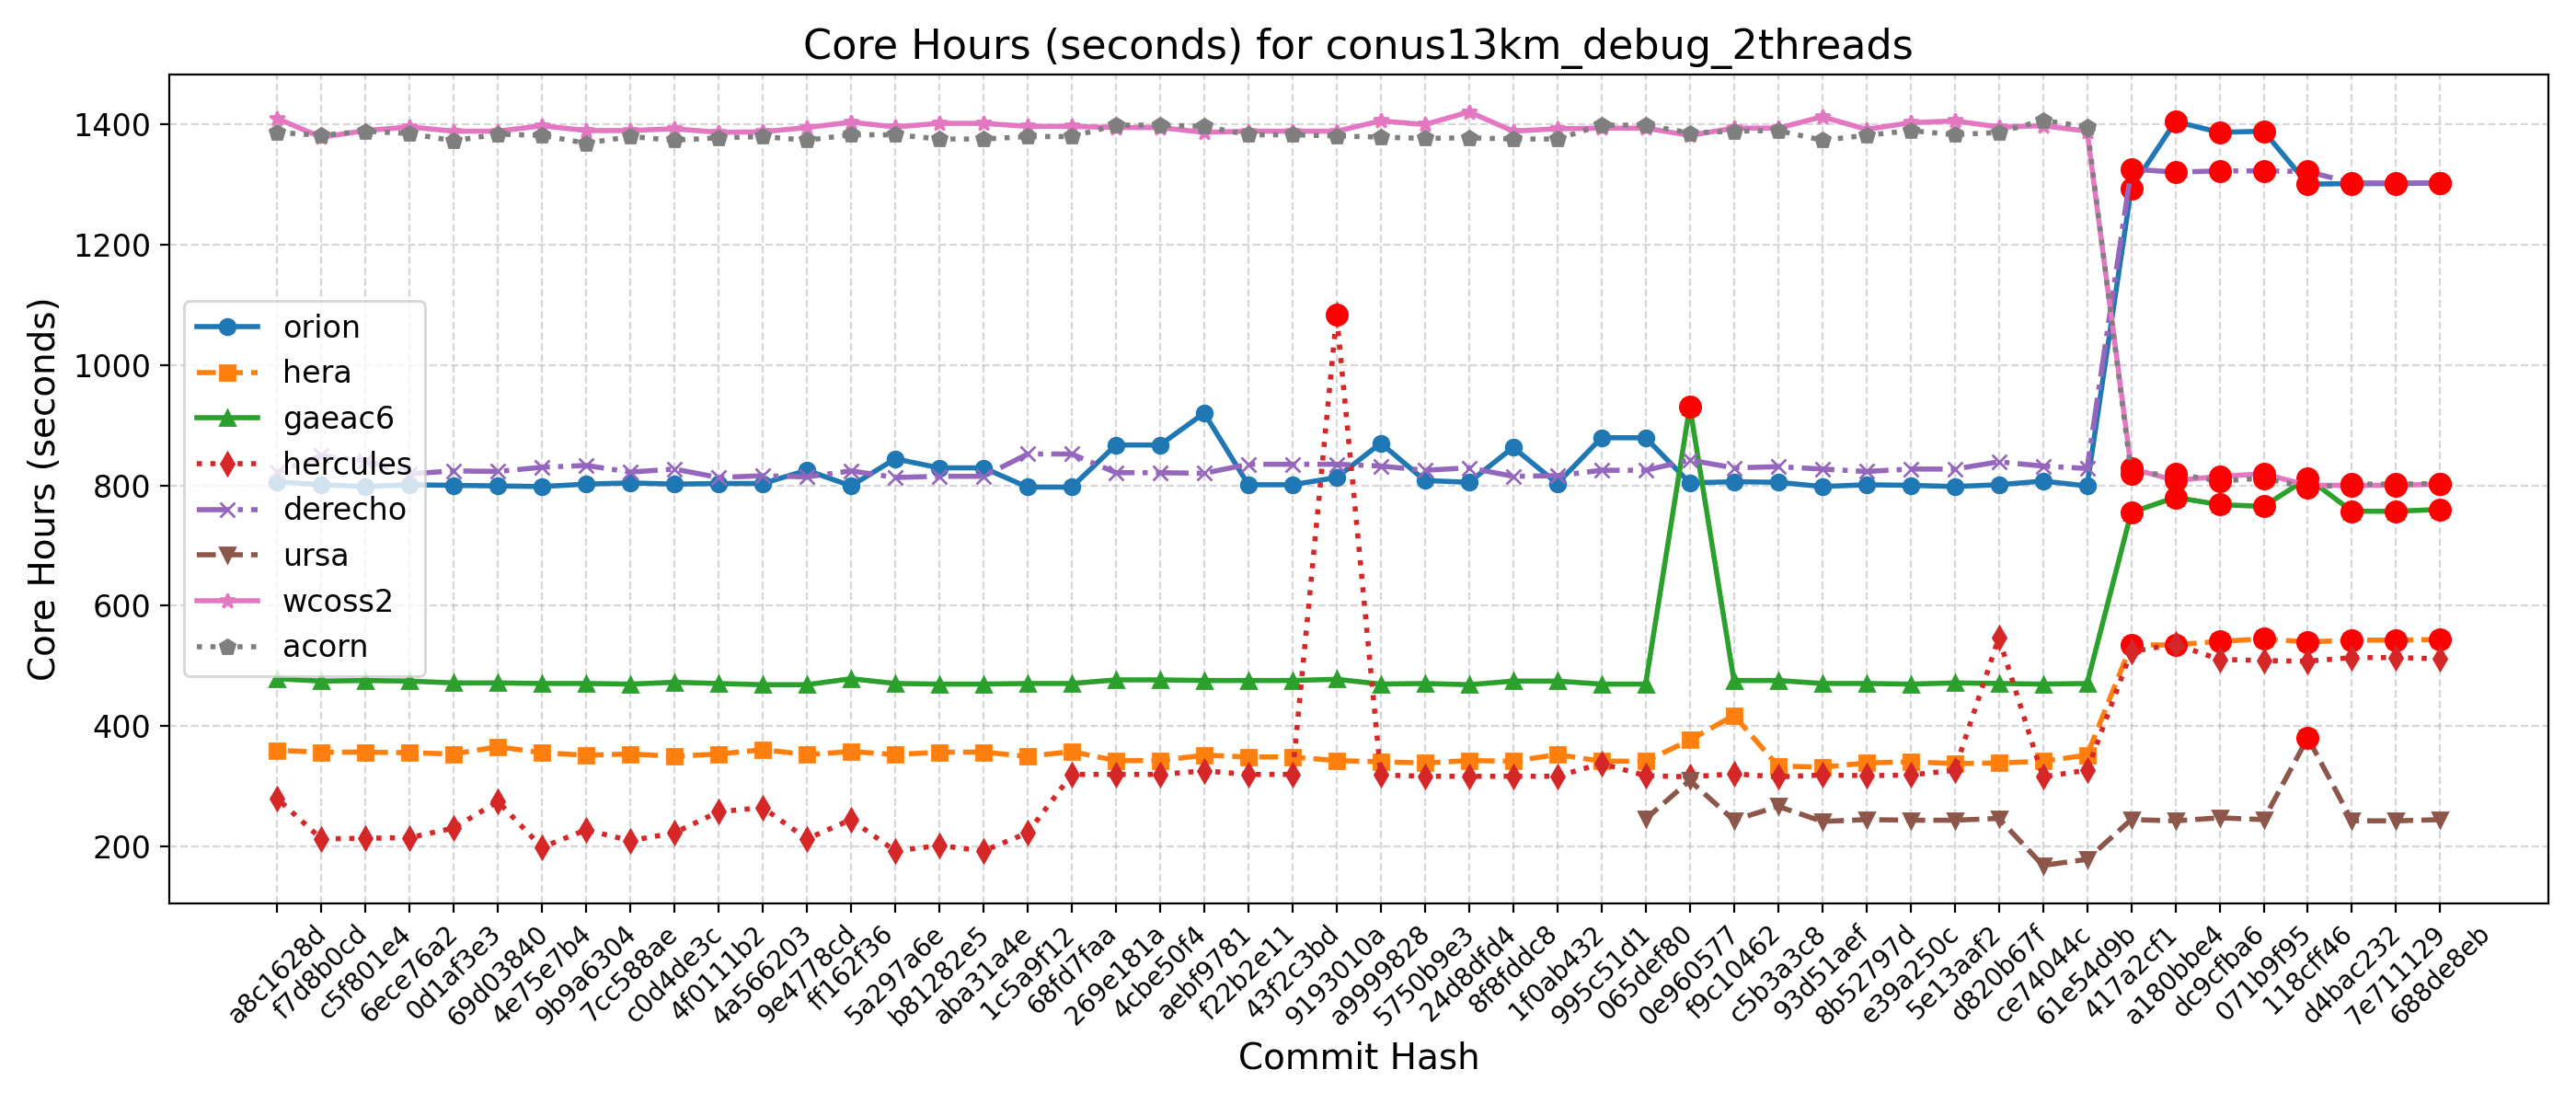 Core Hours (seconds) for conus13km_debug_2threads
Core Hours (seconds)
1400
1200
1000
800
600
400
200
orion
hera
gaeac6
hercules
derecho
ursa
wcoss2
acorn
a8c1628d
f7d8b0cd
c5f801e4
6ece76a2
0d1af3e3
69d03840
4e75e7b4
9b9a6304
7cc588ae
c0d4de3c
4f0111b2
4a566203
9e4778cd
ff162f36
5a297a6e
b81282e5
aba31a4e
1c5a9f12
68fd7faa
269e181a
4cbe50f4
aebf9781
f22b2e11
43f2c3bd
9193010a
a9999828
5750b9e3
24d8dfd4
8f8fddc8
1f0ab432
995c51d1
065def80
0e960577
f9c10462
c5b3a3c8
93d51aef
8b52797d
e39a250c
5e13aaf2
d820b67f
ce74044c
61e54d9b
417a2cf1
a180bbe4
dc9cfba6
071b9f95
118cff46
d4bac232
7e711129
688de8eb
Commit Hash